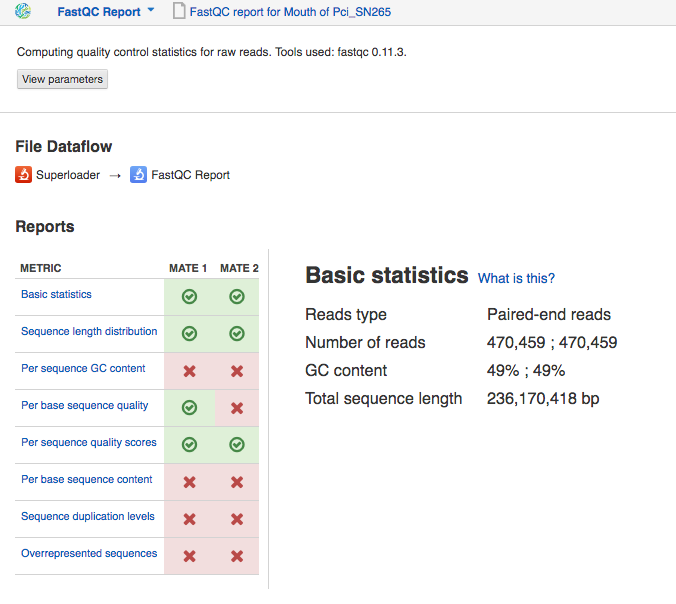 FastQC Report FastQC report for Mouth of Pci_SN265
Computing quality control statistics for raw reads. Tools used: fastqc 0.11.3.
View parameters
File Dataflow
Superloader → FastQC Report
Reports
METRIC MATE 1 MATE 2
Basic statistics
Sequence length distribution
Per sequence GC content
Per base sequence quality
Per sequence quality scores
Per base sequence content
Sequence duplication levels
Overrepresented sequences
Basic statistics What is this?
Reads type Paired-end reads
Number of reads 470,459 ; 470,459
GC content 49% ; 49%
Total sequence length 236,170,418 bp